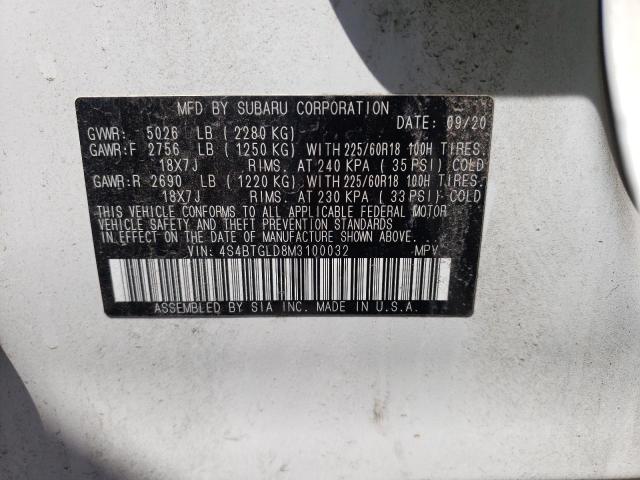 MFD BY SUBARU CORPORATION
DATE: 09/20
GVWR: 5026 LB (2280 KG)
GAWR:F 2756 LB (1250 KG) WITH 225/60R18 100H TIRES.
18X7J RIMS. AT 240 KPA (35 PSI) COLD
GAWR:R 2690 LB (1220 KG) WITH 225/60R18 100H TIRES.
18X7J RIMS. AT 230 KPA (33 PSI) COLD
THIS VEHICLE CONFORMS TO ALL APPLICABLE FEDERAL MOTOR
VEHICLE SAFETY AND THEFT PREVENTION STANDARDS
IN EFFECT ON THE DATE OF MANUFACTURE SHOWN ABOVE.
VIN: 4S4BTGLD8M3100032 MPV
ASSEMBLED BY SIA INC. MADE IN U.S.A.